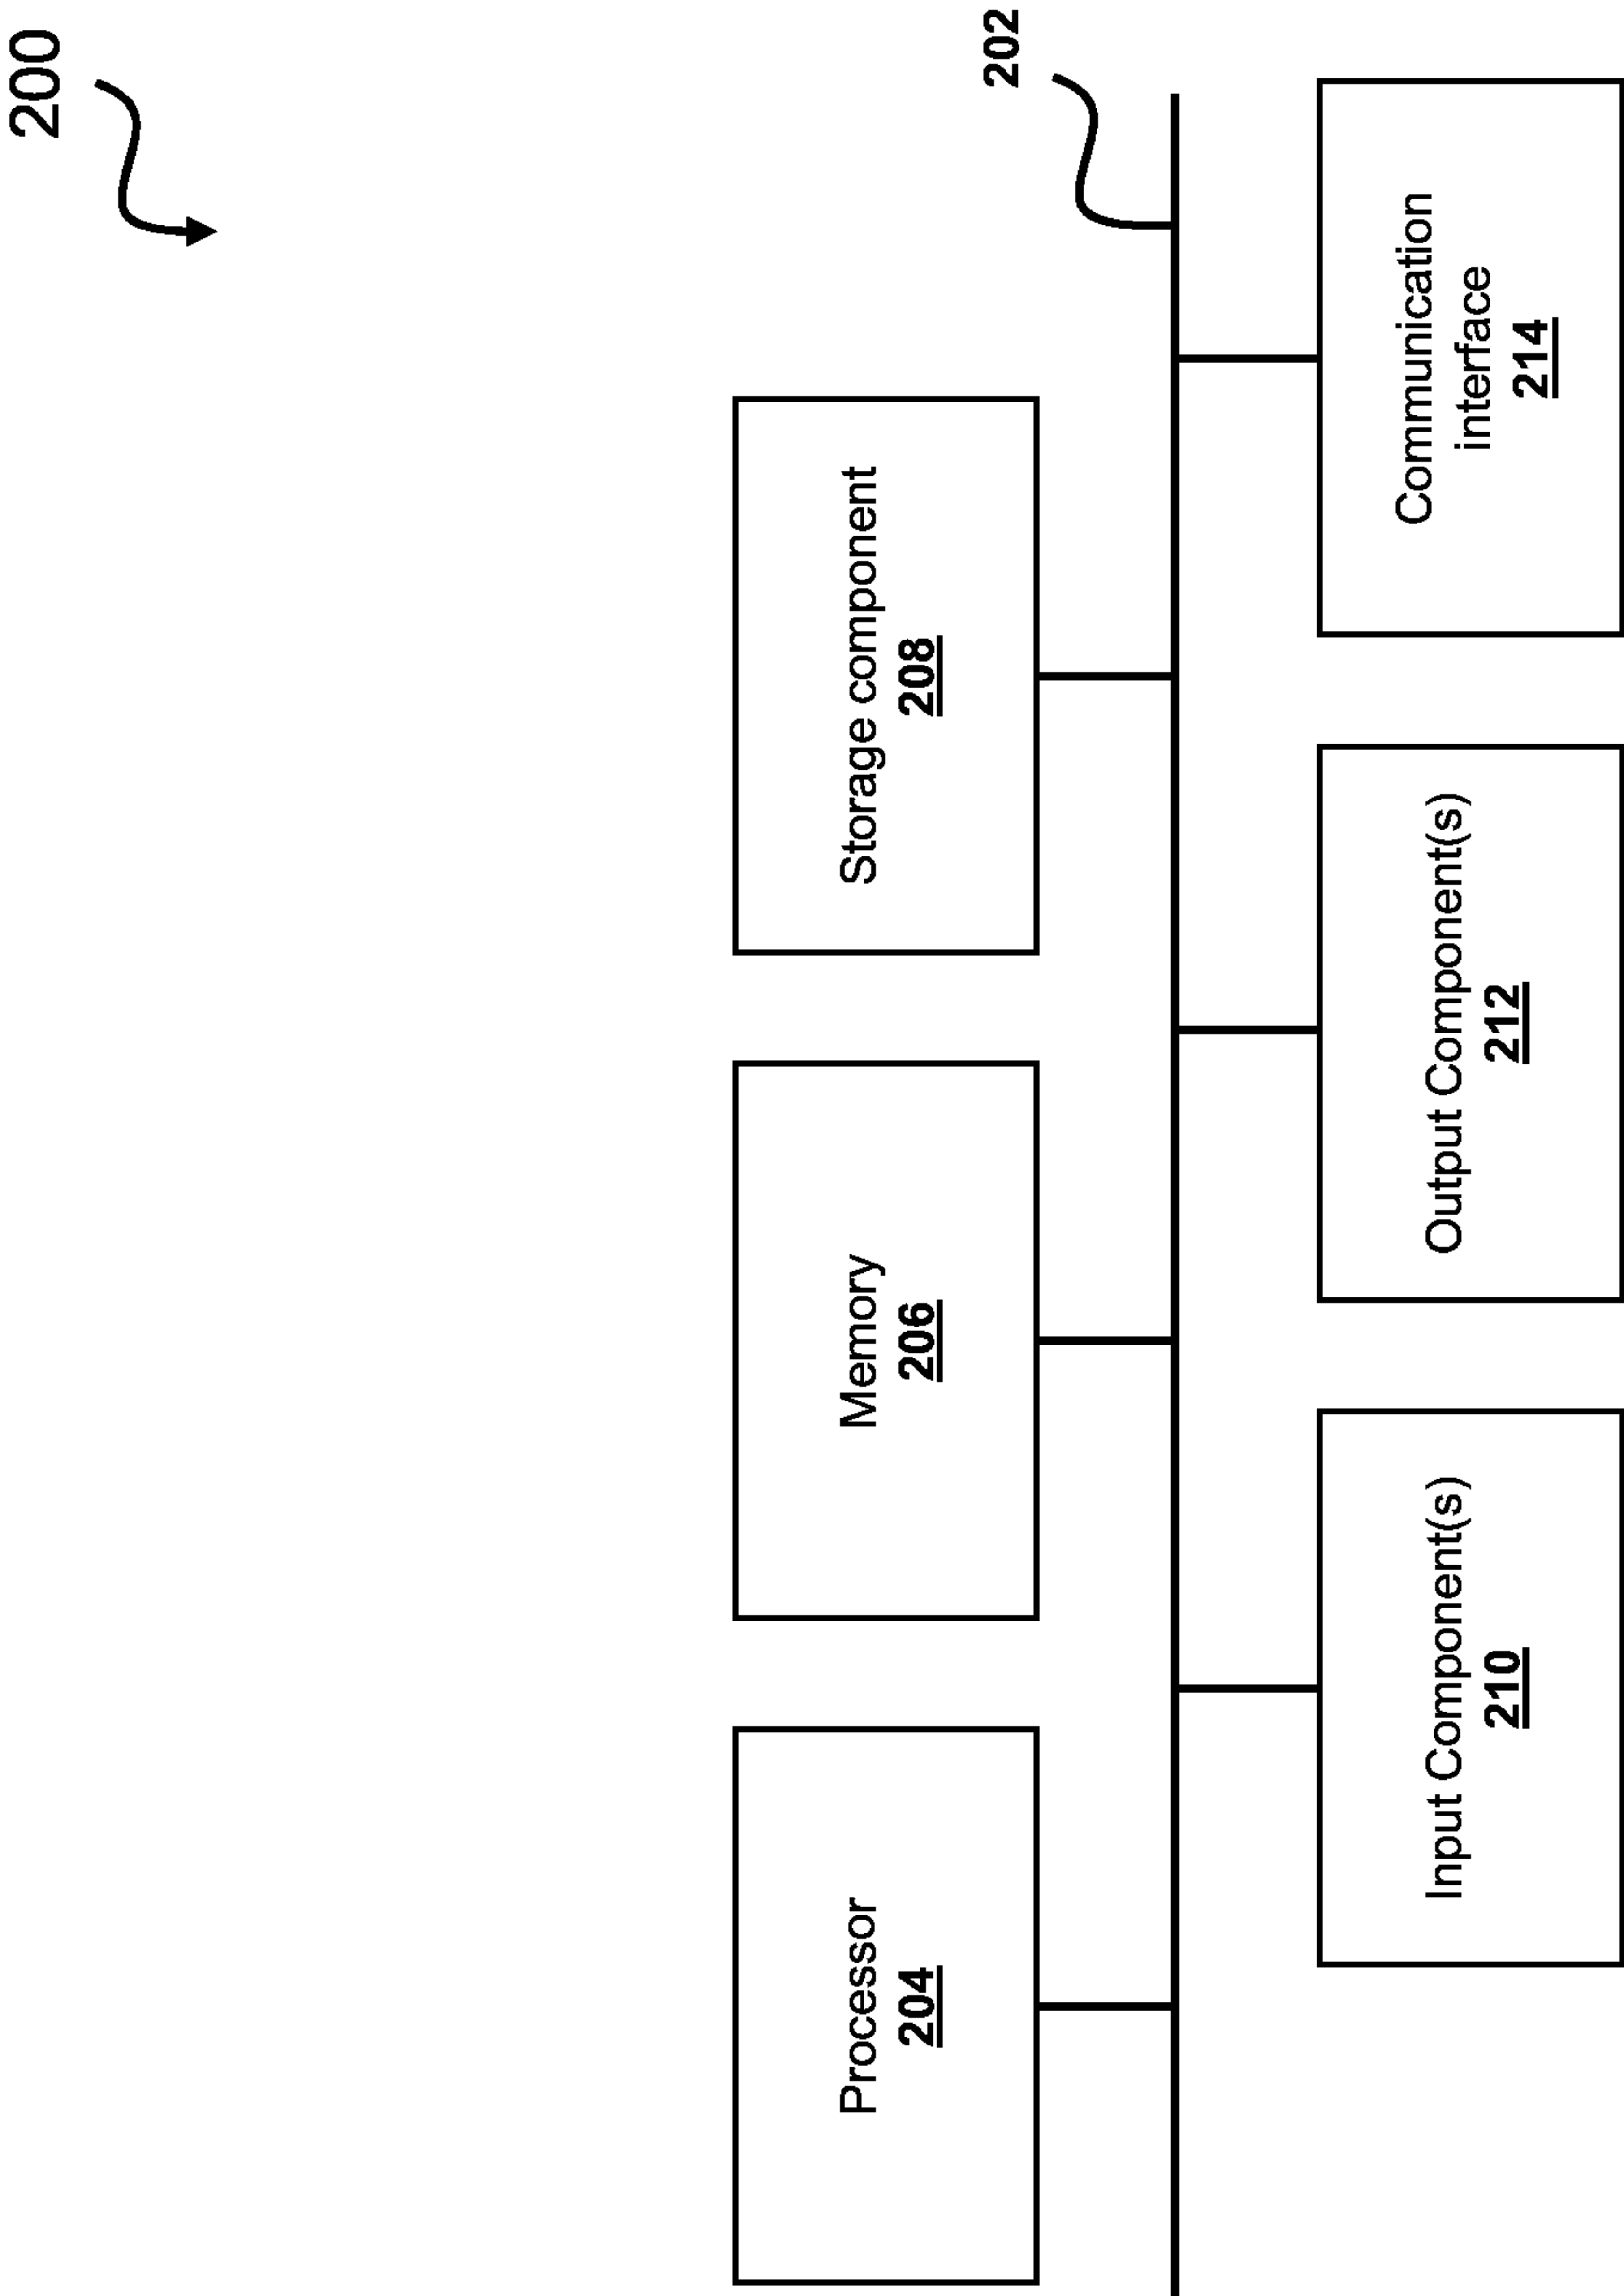 200
Processor
204
Memory
206
Storage component
208
202
Input Component(s)
210
Output Component(s)
212
Communication
interface
214